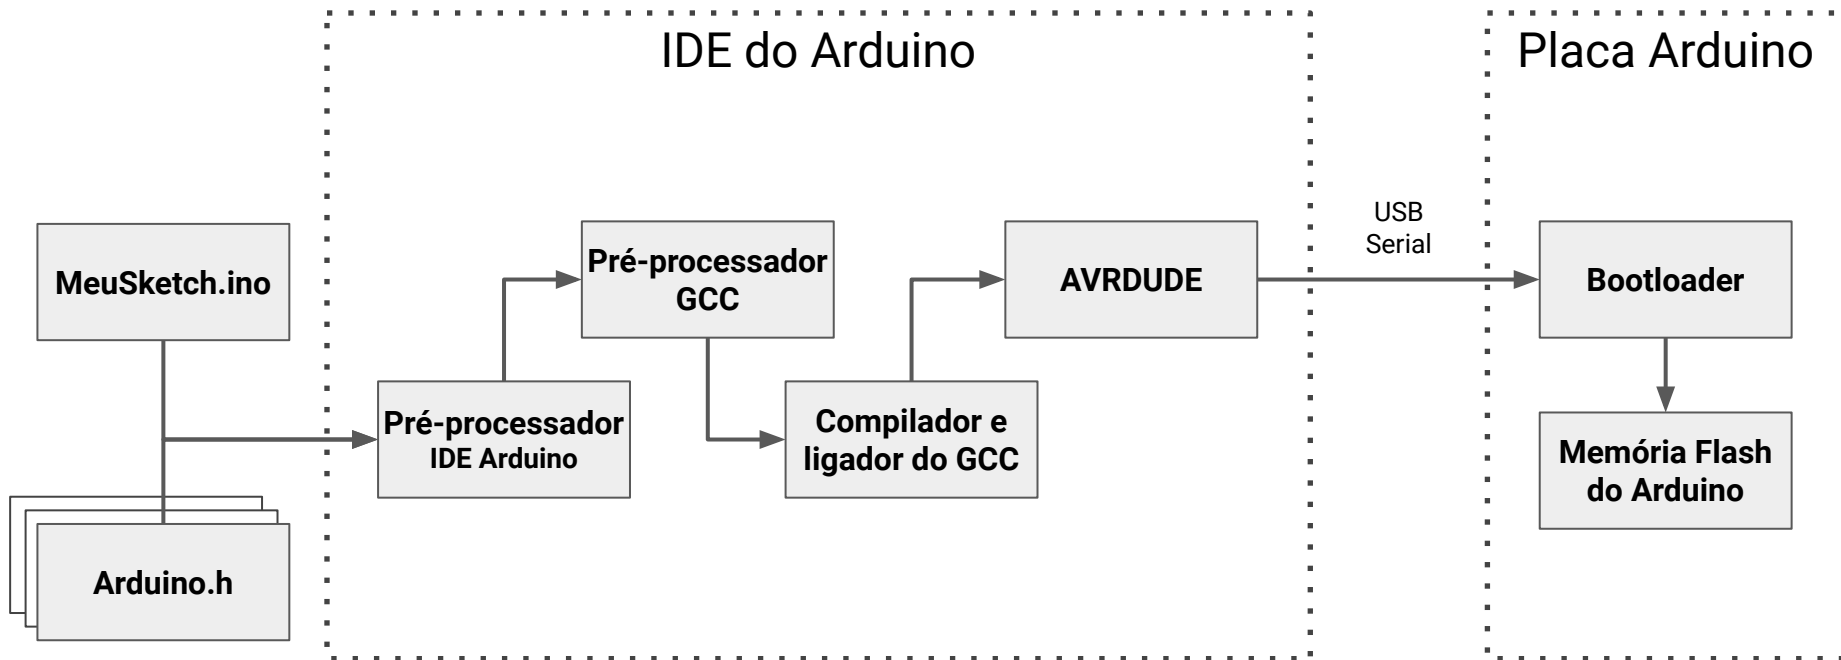 IDE do Arduino
Placa Arduino
MeuSketch.ino
Arduino.h
Pré-processador
IDE Arduino
Pré-processador
GCC
Compilador e
ligador do GCC
AVRDUDE
USB
Serial
Bootloader
Memória Flash
do Arduino